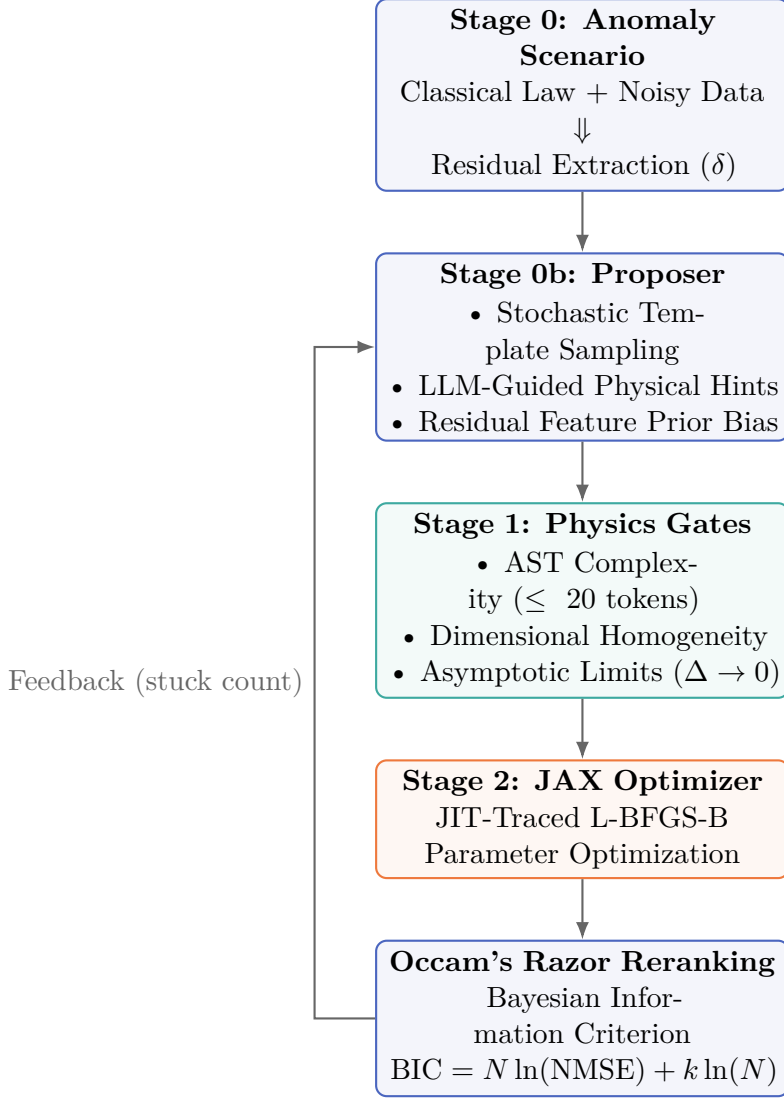 Stage 0: Anomaly
Scenario
Classical Law + Noisy Data
⇓
Residual Extraction (δ)
Stage 0b: Proposer
• Stochastic Tem-
plate Sampling
• LLM-Guided Physical Hints
• Residual Feature Prior Bias
Stage 1: Physics Gates
• AST Complex-
ity (≤ 20 tokens)
• Dimensional Homogeneity
• Asymptotic Limits (Δ → 0)
Feedback (stuck count)
Stage 2: JAX Optimizer
JIT-Traced L-BFGS-B
Parameter Optimization
Occam's Razor Reranking
Bayesian Infor-
mation Criterion
BIC = N ln(NMSE) + k ln(N)